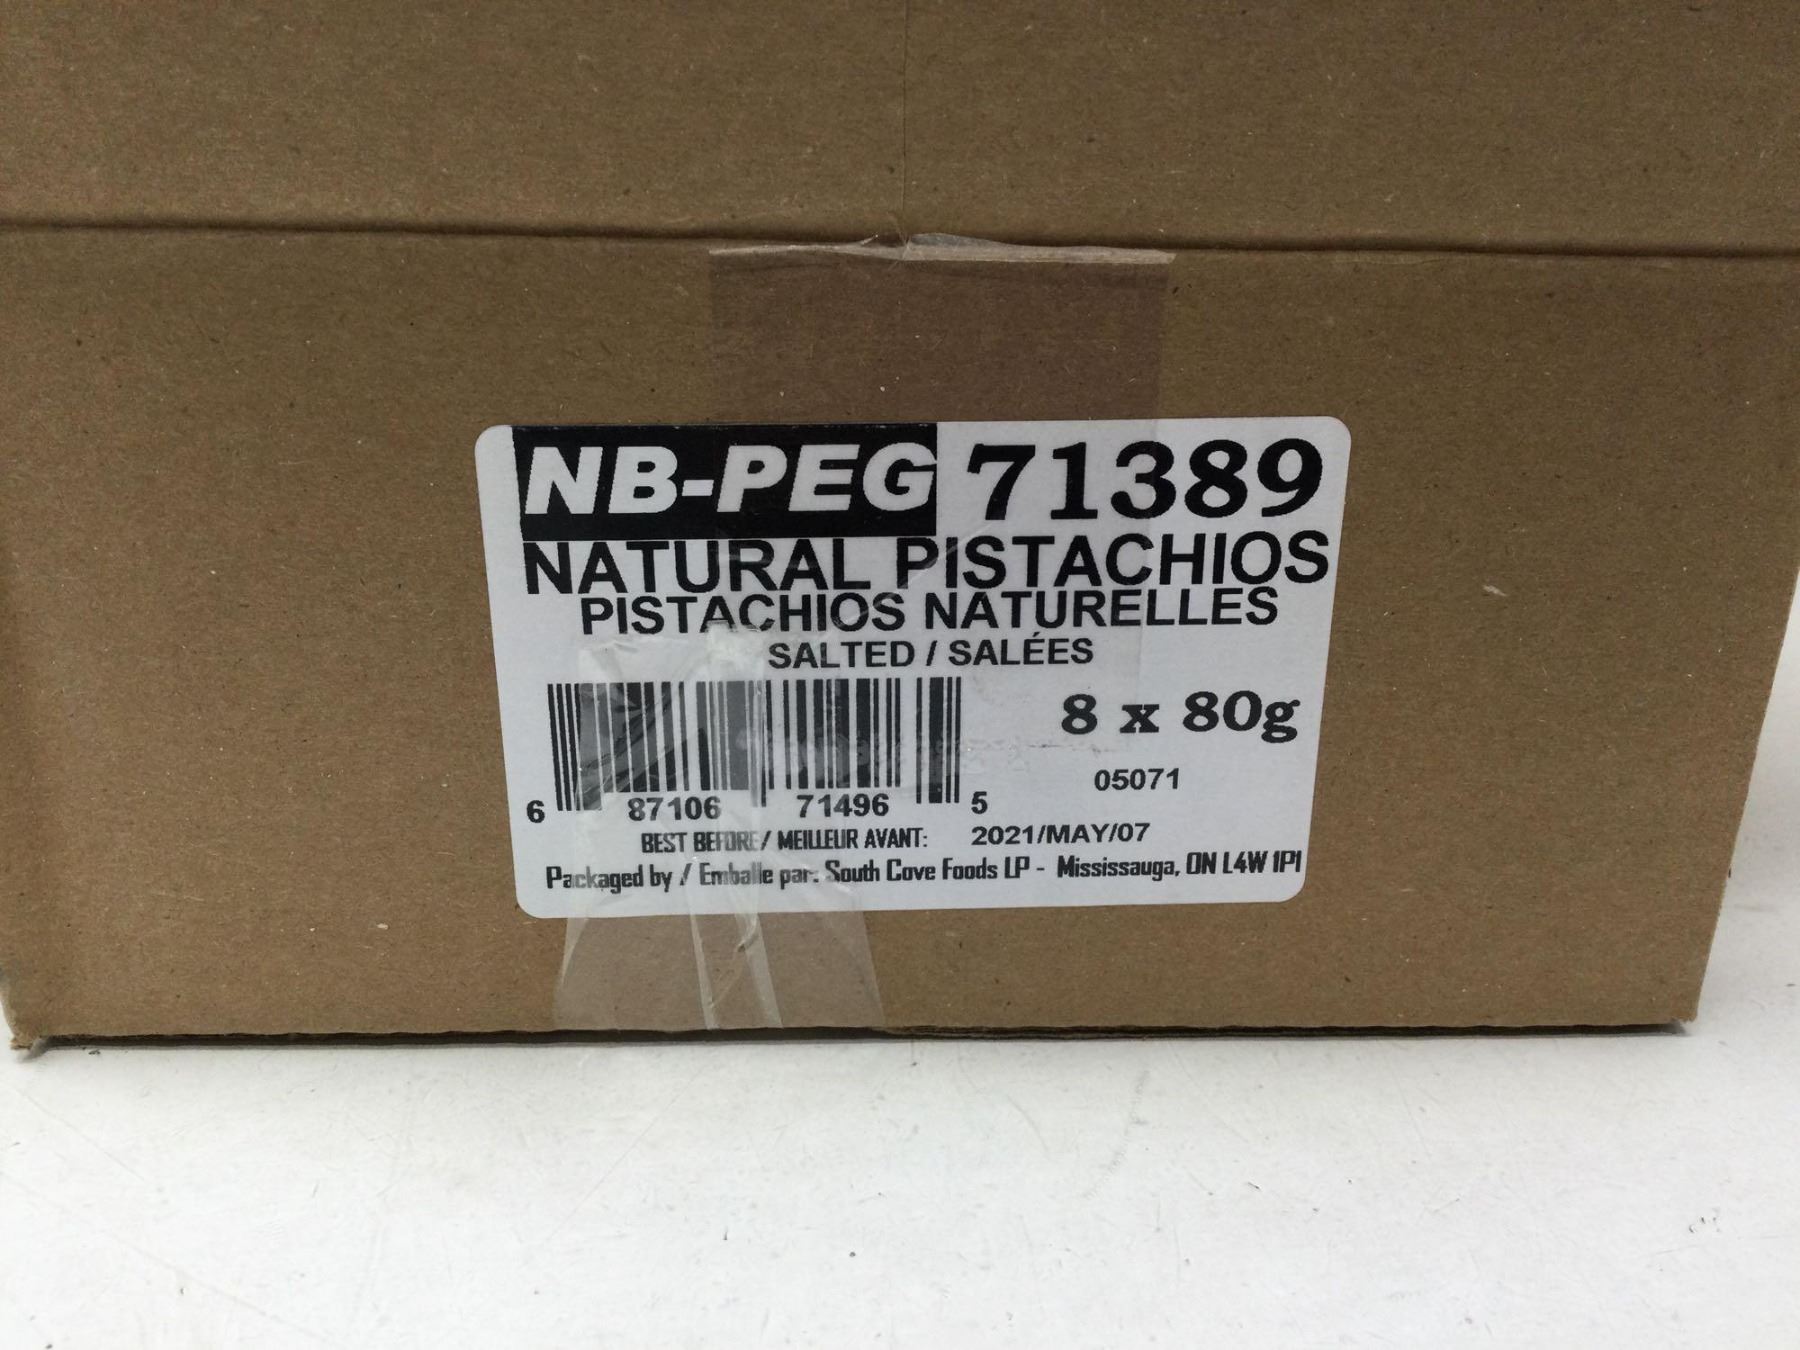 NB-PEG 71389
NATURAL PISTACHIOS
PISTACHIOS NATURELLES
SALTED / SALÉES
8 x 80g
05071
6 87106 71496 5
BEST BEFORE / MEILLEUR AVANT: 2021/MAY/07
Packaged by / Emballe par: South Cove Foods LP - Mississauga, ON L4W 1P1